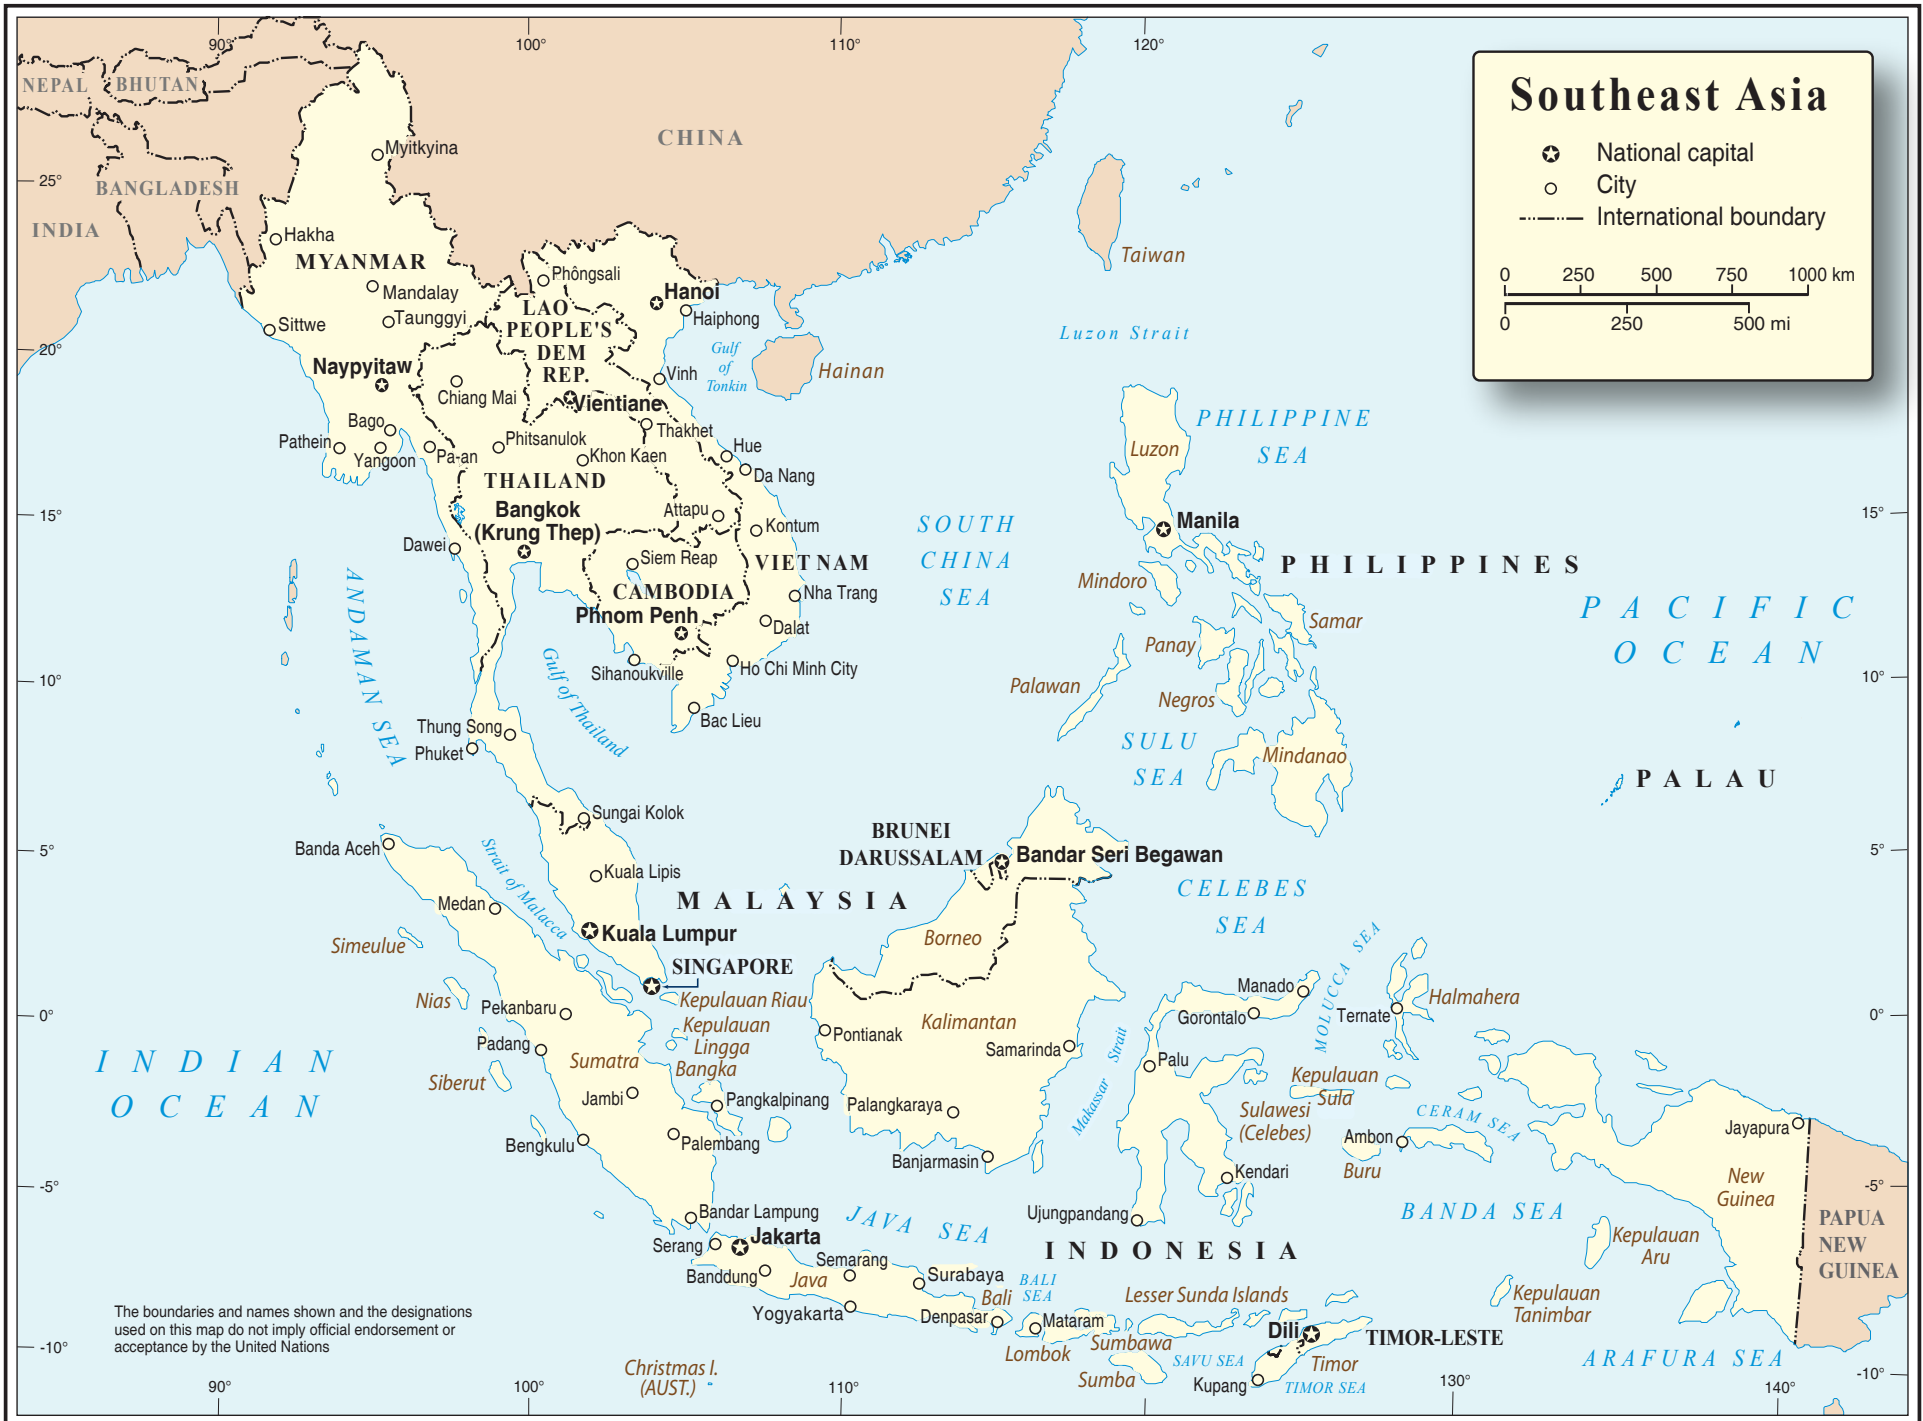 90°
100°
110°
120°
NEPAL
BHUTAN
CHINA
BANGLADESH
INDIA
25°
20°
15°
10°
5°
0°
-5°
-10°
Southeast Asia
National capital
City
International boundary
0 250 500 750 1000 km
0 250 500 mi
Myitkyina
Hakha
MYANMAR
Mandalay
Taunggyi
Sittwe
Naypyitaw
Bago
Pathein
Yangoon
Pa-an
Dawei
Phôngsali
LAO
PEOPLE'S
DEM
REP.
Vientiane
Thakhet
Attapu
Hanoi
Haiphong
Gulf
of
Tonkin
Vinh
Hue
Da Nang
Kontum
VIET NAM
Nha Trang
Dalat
Ho Chi Minh City
Bac Lieu
Chiang Mai
Phitsanulok
Khon Kaen
THAILAND
Bangkok
(Krung Thep)
Siem Reap
CAMBODIA
Phnom Penh
Sihanoukville
Gulf of Thailand
Thung Song
Phuket
Sungai Kolok
ANDAMAN SEA
Hainan
Taiwan
Luzon Strait
PHILIPPINE
SEA
Luzon
Manila
SOUTH
CHINA
SEA
PHILIPPINES
Mindoro
Samar
Panay
Palawan
Negros
SULU
SEA
Mindanao
PACIFIC
OCEAN
PALAU
15°
10°
5°
0°
-5°
-10°
Banda Aceh
Strait of Malacca
Kuala Lipis
Medan
MALAYSIA
Kuala Lumpur
SINGAPORE
BRUNEI
DARUSSALAM
Bandar Seri Begawan
CELEBES
SEA
Borneo
Simeulue
Nias
Pekanbaru
Padang
Siberut
Sumatra
Jambi
Bengkulu
Palembang
Kepulauan Riau
Kepulauan
Lingga
Bangka
Pangkalpinang
Bandar Lampung
INDIAN
OCEAN
Pontianak
Kalimantan
Samarinda
Palangkaraya
Banjarmasin
Makassar Strait
Manado
Gorontalo
Palu
MOLUCCA SEA
Ternate
Halmahera
Kepulauan
Sula
Sulawesi
(Celebes)
Kendari
Ujungpandang
CERAM SEA
Ambon
Buru
BANDA SEA
Jayapura
New
Guinea
PAPUA
NEW
GUINEA
Kepulauan
Aru
Kepulauan
Tanimbar
ARAFURA SEA
JAVA SEA
INDONESIA
Serang
Jakarta
Banddung
Java
Semarang
Yogyakarta
Surabaya
BALI
SEA
Bali
Denpasar
Mataram
Lombok
Lesser Sunda Islands
Sumbawa
Sumba
SAVU SEA
Dili
TIMOR-LESTE
Timor
Kupang
TIMOR SEA
Christmas I.
(AUST.)
The boundaries and names shown and the designations
used on this map do not imply official endorsement or
acceptance by the United Nations
90°
100°
110°
130°
140°